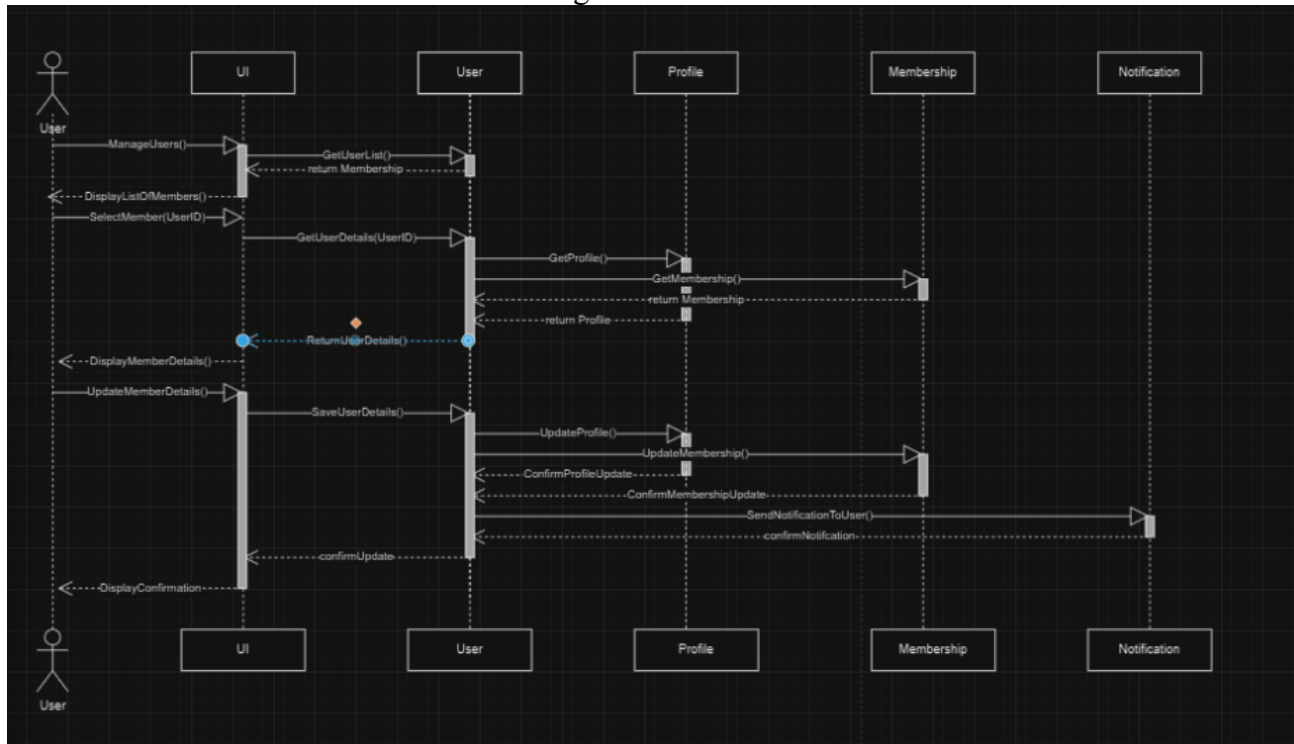 UI User Profile Membership Notification
User
ManageUsers()
GetUserList()
return Membership
DisplayListOfMembers()
SelectMember(UserID)
GetUserDetails(UserID)
GetProfile()
GetMembership()
return Membership
return Profile
ReturnUserDetails()
DisplayMemberDetails()
UpdateMemberDetails()
SaveUserDetails()
UpdateProfile()
UpdateMembership()
ConfirmProfileUpdate
ConfirmMembershipUpdate
SendNotificationToUser()
confirmNotifcation
confirmUpdate
DisplayConfirmation
UI User Profile Membership Notification
User